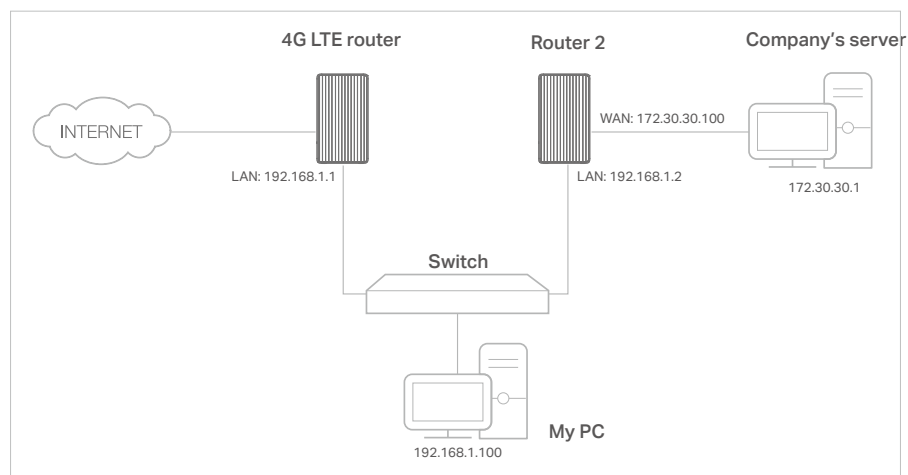 4G LTE router
Router 2
Company's server
INTERNET
WAN: 172.30.30.100
LAN: 192.168.1.1
LAN: 192.168.1.2
172.30.30.1
Switch
My PC
192.168.1.100